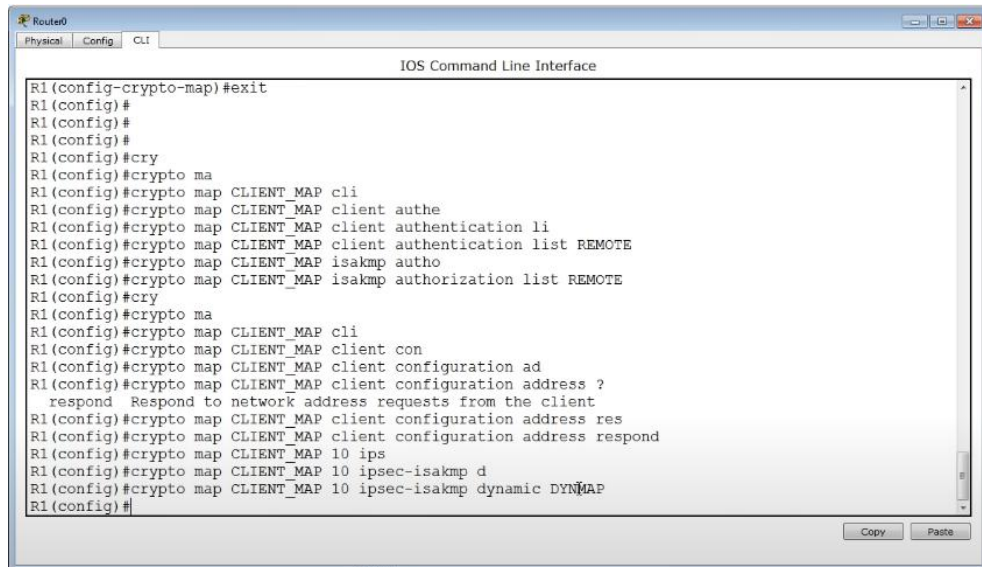 Router0
Physical Config CLI
IOS Command Line Interface
R1(config-crypto-map)#exit
R1(config)#
R1(config)#
R1(config)#
R1(config)#cry
R1(config)#crypto ma
R1(config)#crypto map CLIENT_MAP cli
R1(config)#crypto map CLIENT_MAP client authe
R1(config)#crypto map CLIENT_MAP client authentication li
R1(config)#crypto map CLIENT_MAP client authentication list REMOTE
R1(config)#crypto map CLIENT_MAP isakmp autho
R1(config)#crypto map CLIENT_MAP isakmp authorization list REMOTE
R1(config)#cry
R1(config)#crypto ma
R1(config)#crypto map CLIENT_MAP cli
R1(config)#crypto map CLIENT_MAP client con
R1(config)#crypto map CLIENT_MAP client configuration ad
R1(config)#crypto map CLIENT_MAP client configuration address ?
respond Respond to network address requests from the client
R1(config)#crypto map CLIENT_MAP client configuration address res
R1(config)#crypto map CLIENT_MAP client configuration address respond
R1(config)#crypto map CLIENT_MAP 10 ips
R1(config)#crypto map CLIENT_MAP 10 ipsec-isakmp d
R1(config)#crypto map CLIENT_MAP 10 ipsec-isakmp dynamic DYNMAP
R1(config)#
Copy Paste